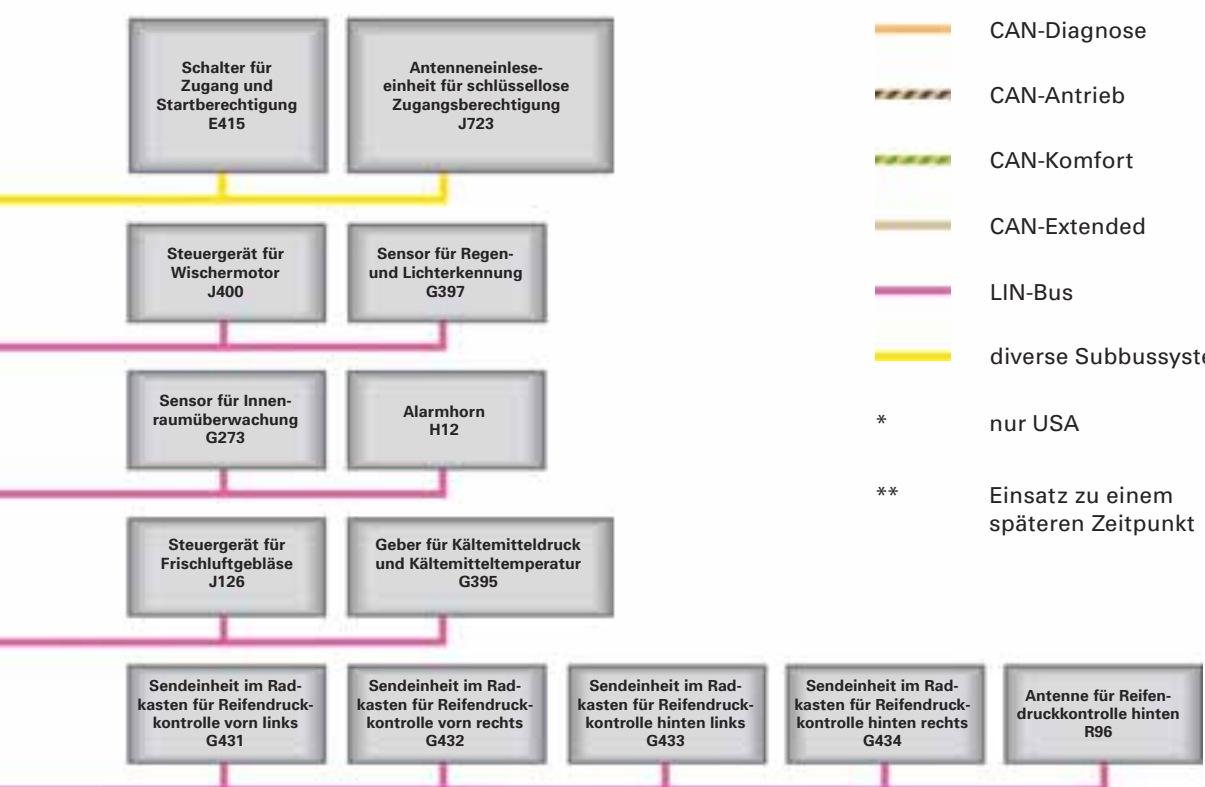 Schalter für
Zugang und
Startberechtigung
E415
Antenneneinlese-
einheit für schlüssellose
Zugangsberechtigung
J723
Steuergerät für
Wischermotor
J400
Sensor für Regen-
und Lichterkennung
G397
Sensor für Innen-
raumüberwachung
G273
Alarmhorn
H12
Steuergerät für
Frischluftgebläse
J126
Geber für Kältemitteldruck
und Kältemitteltemperatur
G395
Sendeinheit im Rad-
kasten für Reifendruck-
kontrolle vorn links
G431
Sendeinheit im Rad-
kasten für Reifendruck-
kontrolle vorn rechts
G432
Sendeinheit im Rad-
kasten für Reifendruck-
kontrolle hinten links
G433
Sendeinheit im Rad-
kasten für Reifendruck-
kontrolle hinten rechts
G434
Antenne für Reifen-
druckkontrolle hinten
R96
CAN-Diagnose
CAN-Antrieb
CAN-Komfort
CAN-Extended
LIN-Bus
diverse Subbussyste
* nur USA
** Einsatz zu einem
späteren Zeitpunkt